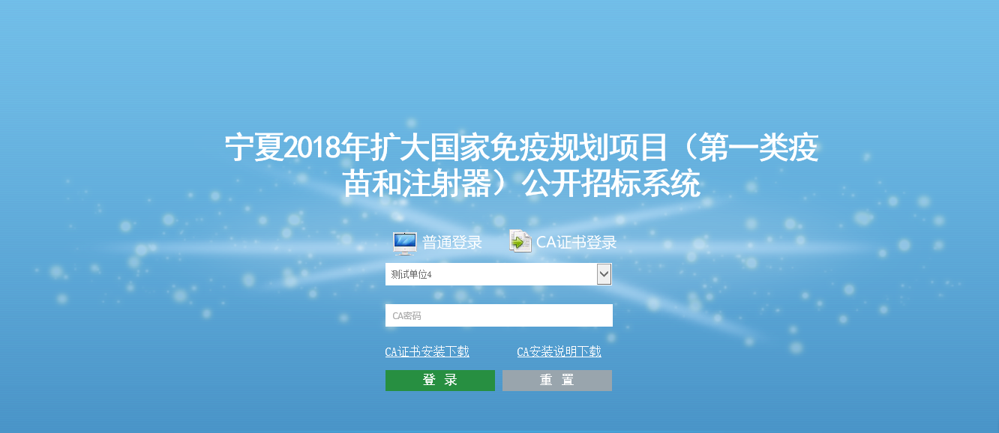 宁夏2018年扩大国家免疫规划项目（第一类疫
苗和注射器）公开招标系统
普通登录 CA证书登录
测试单位4
CA密码
CA证书安装下载 CA安装说明下载
登 录 重 置